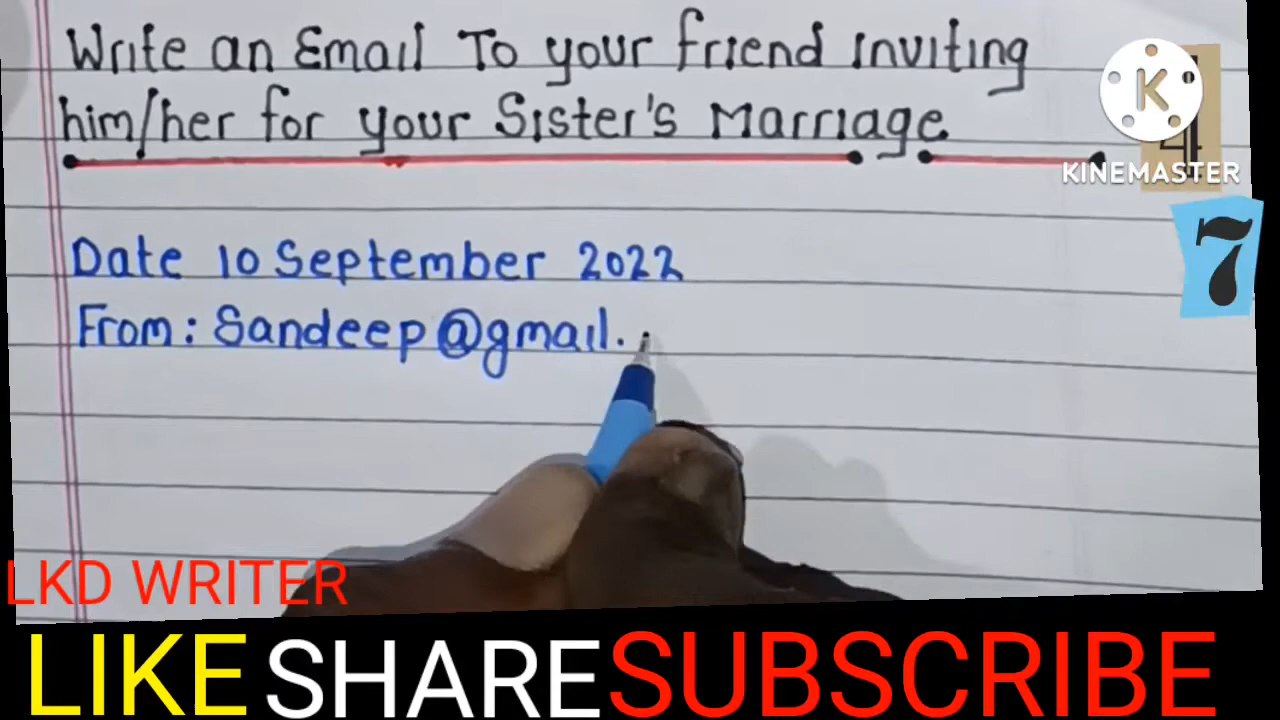 Write an Email To your friend inviting
him/her for your Sister's Marriage
Date 10 September 2022
From: Sandeep@gmail.
K
KINEMASTER
4
7
LKD WRITER
LIKE SHARE SUBSCRIBE